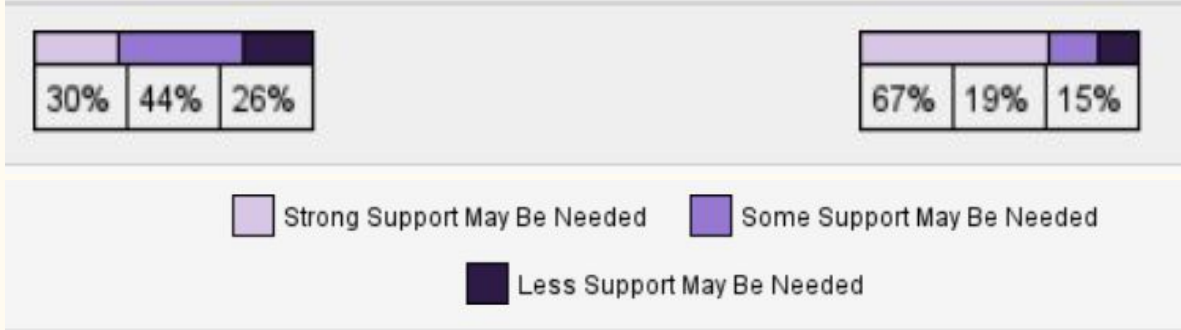 30% 44% 26% 67% 19% 15%
Strong Support May Be Needed Some Support May Be Needed
Less Support May Be Needed